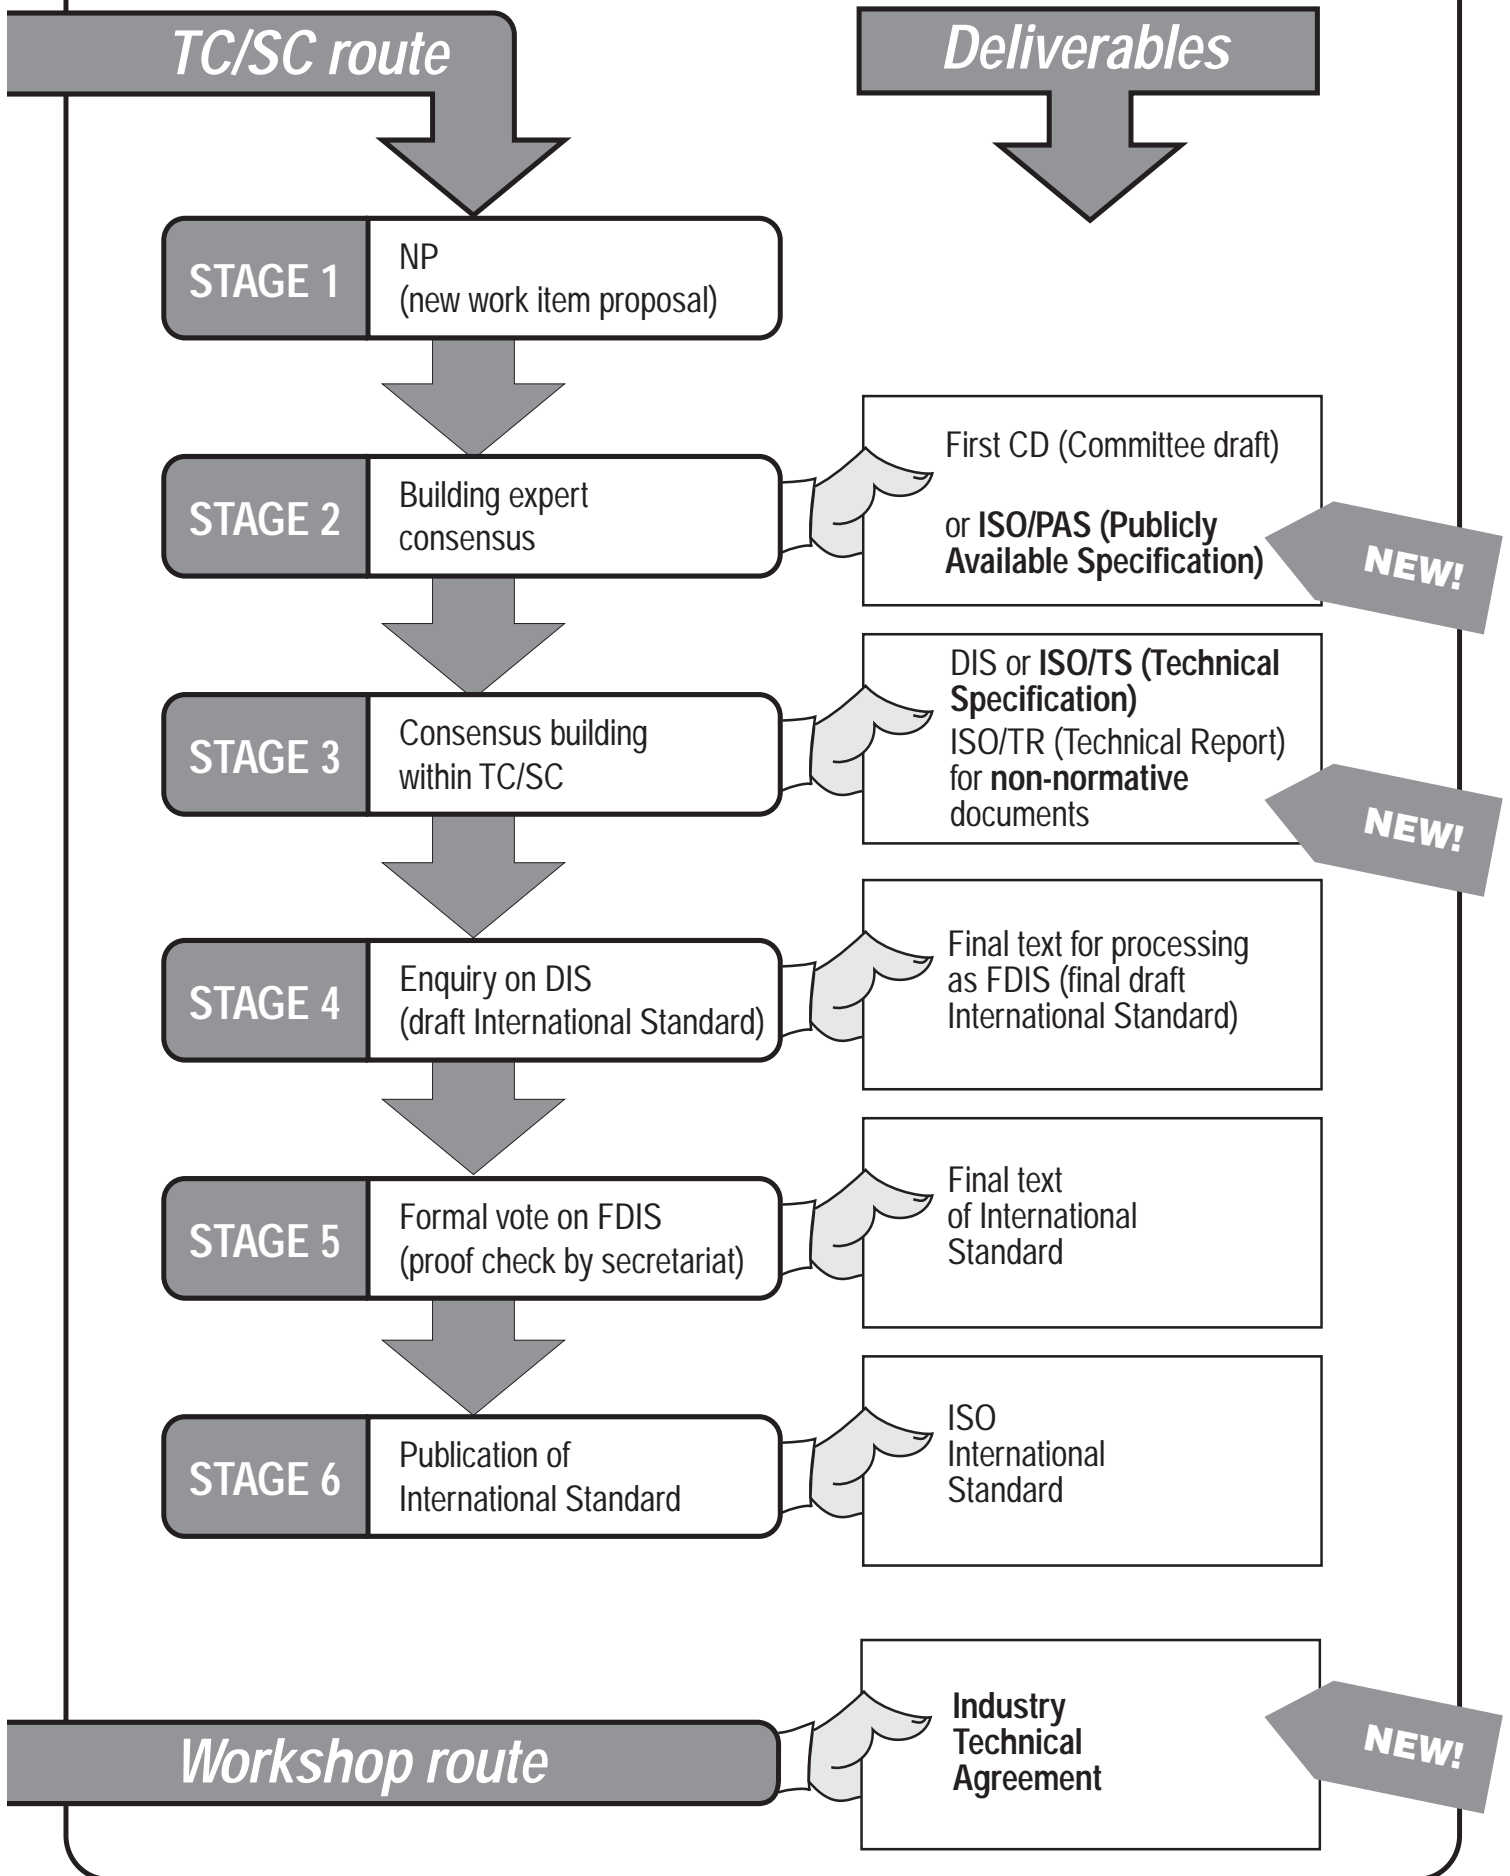 TC/SC route
Deliverables
STAGE 1
NP
(new work item proposal)
STAGE 2
Building expert
consensus
First CD (Committee draft)
or ISO/PAS (Publicly
Available Specification)
NEW!
STAGE 3
Consensus building
within TC/SC
DIS or ISO/TS (Technical
Specification)
ISO/TR (Technical Report)
for non-normative
documents
NEW!
STAGE 4
Enquiry on DIS
(draft International Standard)
Final text for processing
as FDIS (final draft
International Standard)
STAGE 5
Formal vote on FDIS
(proof check by secretariat)
Final text
of International
Standard
STAGE 6
Publication of
International Standard
ISO
International
Standard
Workshop route
Industry
Technical
Agreement
NEW!